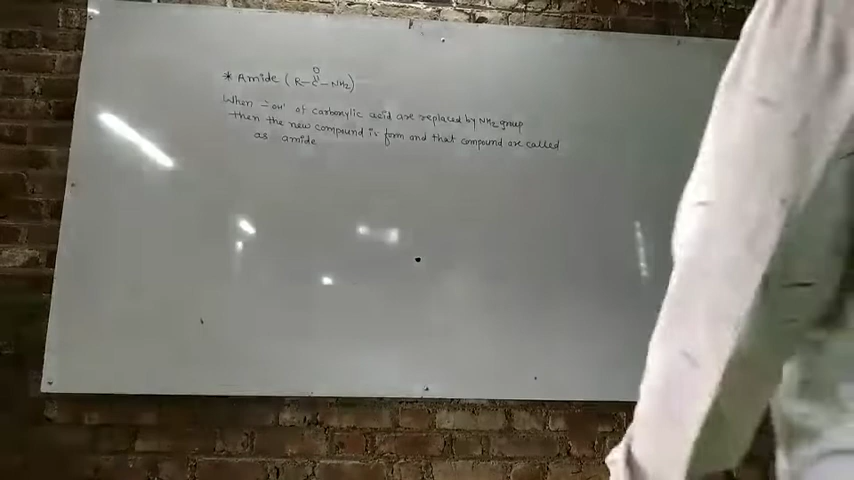 * Amide ( R-C-NH2)
O
When -OH of carboxylic acid are replaced by NH2 group
then the new compound is form and that compound are called
as amide